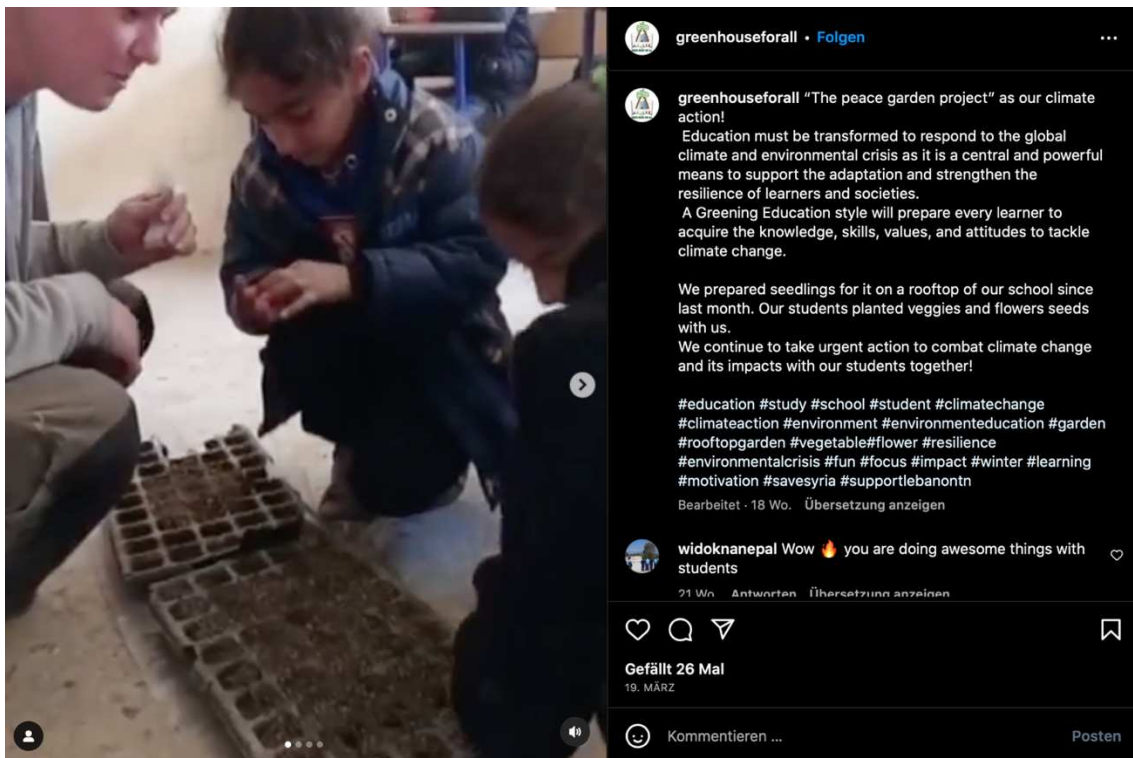 greenhouseforall • Folgen
greenhouseforall “The peace garden project” as our climate
action!
Education must be transformed to respond to the global
climate and environmental crisis as it is a central and powerful
means to support the adaptation and strengthen the
resilience of learners and societies.
A Greening Education style will prepare every learner to
acquire the knowledge, skills, values, and attitudes to tackle
climate change.
We prepared seedlings for it on a rooftop of our school since
last month. Our students planted veggies and flowers seeds
with us.
We continue to take urgent action to combat climate change
and its impacts with our students together!
#education #study #school #student #climatechange
#climateaction #environment #environmenteducation #garden
#rooftopgarden #vegetable#flower #resilience
#environmentalcrisis #fun #focus #impact #winter #learning
#motivation #savesyria #supportlebanontn
Bearbeitet · 18 Wo. Übersetzung anzeigen
widoknanepal Wow 🔥 you are doing awesome things with
students
21 Wo. Antworten Übersetzung anzeigen
Gefällt 26 Mal
19. MÄRZ
Kommentieren ... Posten